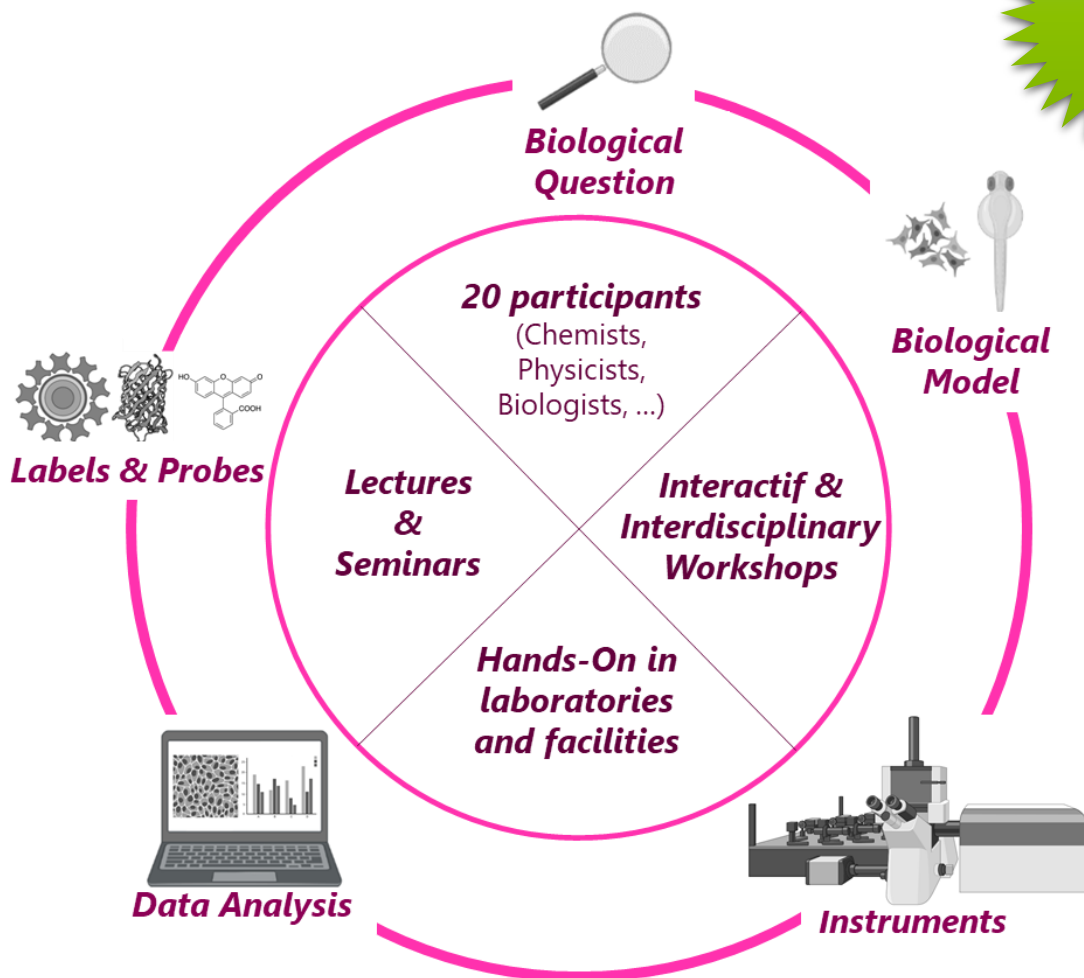 Biological
Question
20 participants
(Chemists,
Physicists,
Biologists, ...)
Biological
Model
HO
O
O
COOH
Labels & Probes
Lectures
&
Seminars
Interactif &
Interdisciplinary
Workshops
Hands-On in
laboratories
and facilities
Data Analysis
Instruments